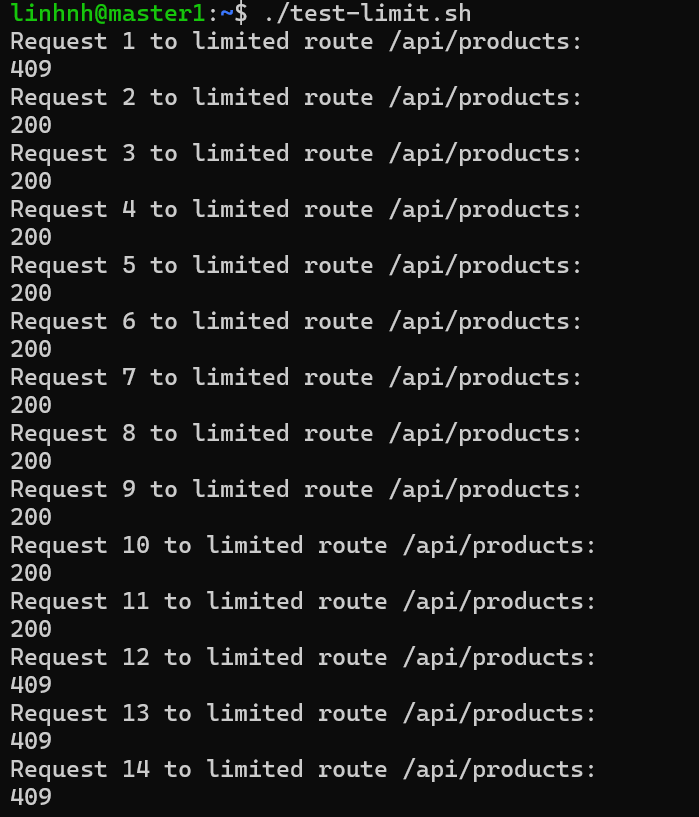 linhnh@master1:~$ ./test-limit.sh
Request 1 to limited route /api/products:
409
Request 2 to limited route /api/products:
200
Request 3 to limited route /api/products:
200
Request 4 to limited route /api/products:
200
Request 5 to limited route /api/products:
200
Request 6 to limited route /api/products:
200
Request 7 to limited route /api/products:
200
Request 8 to limited route /api/products:
200
Request 9 to limited route /api/products:
200
Request 10 to limited route /api/products:
200
Request 11 to limited route /api/products:
200
Request 12 to limited route /api/products:
409
Request 13 to limited route /api/products:
409
Request 14 to limited route /api/products:
409